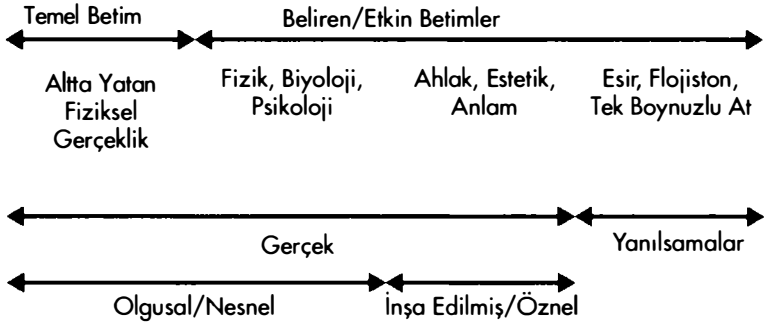 Temel Betim Beliren/Etkin Betimler
Altta Yatan
Fiziksel
Gerçeklik
Fizik, Biyoloji,
Psikoloji
Ahlak, Estetik,
Anlam
Esir, Flojiston,
Tek Boynuzlu At
Gerçek Yanılsamalar
Olgusal/Nesnel İnşa Edilmiş/Öznel